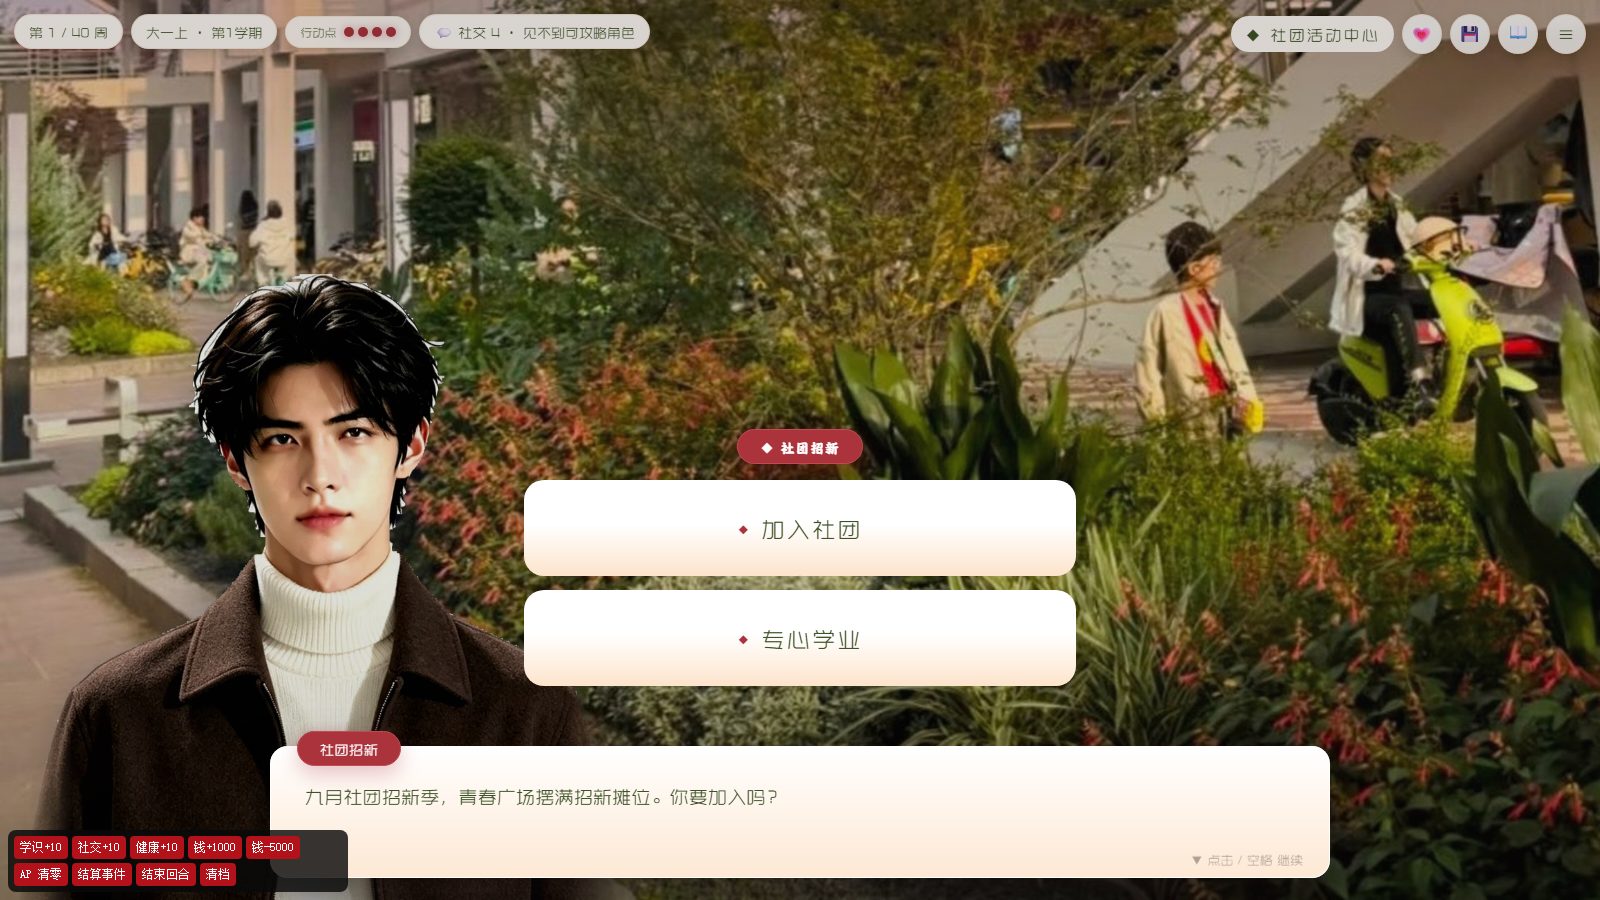 第 1 / 40 周
大一上 · 第1学期
行动点
社交 4 · 见不到可攻略角色
◆ 社团活动中心
◆ 社团招新
◆ 加入社团
◆ 专心学业
社团招新
九月社团招新季，青春广场摆满招新摊位。你要加入吗？
▼ 点击 / 空格 继续
学识+10 社交+10 健康+10 钱+1000 钱-5000
AP 清零 结算事件 结束回合 清档